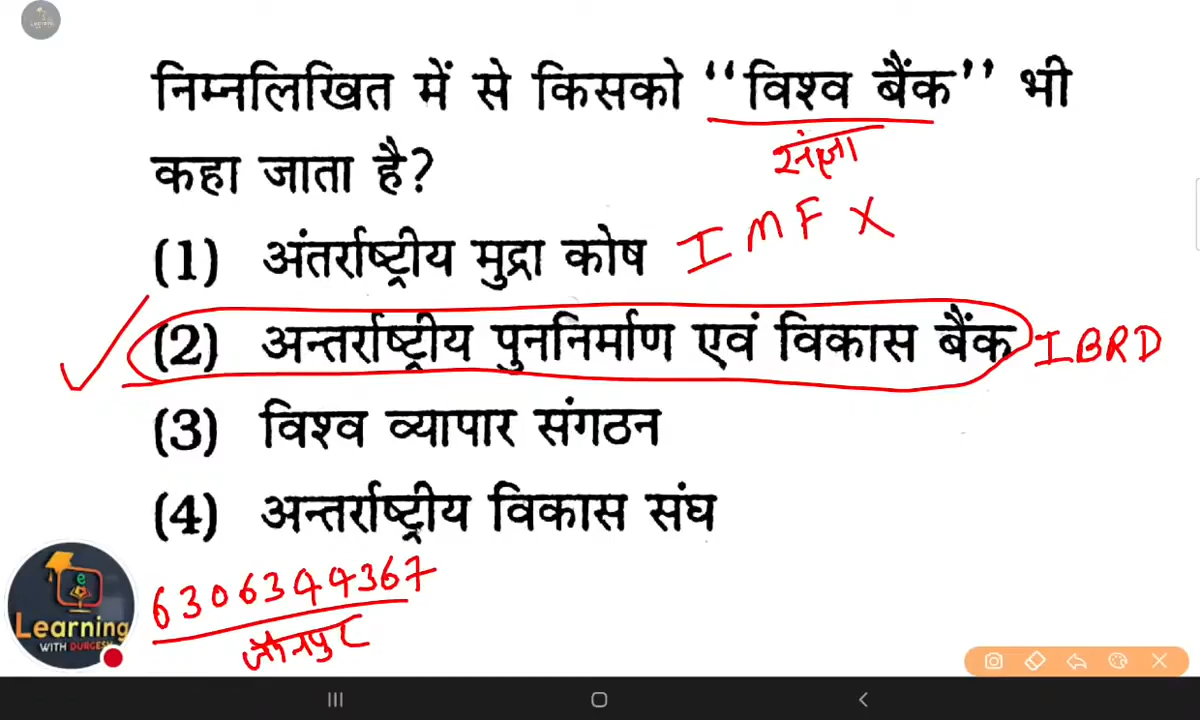 निम्नलिखित में से किसको “विश्व बैंक” भी
संज्ञा
कहा जाता है?
(1) अंतर्राष्ट्रीय मुद्रा कोष IMF X
(2) अन्तर्राष्ट्रीय पुननिर्माण एवं विकास बैंक IBRD
(3) विश्व व्यापार संगठन
(4) अन्तर्राष्ट्रीय विकास संघ
6306344367
जौनपुर
e
Learning
WITH DURGESH